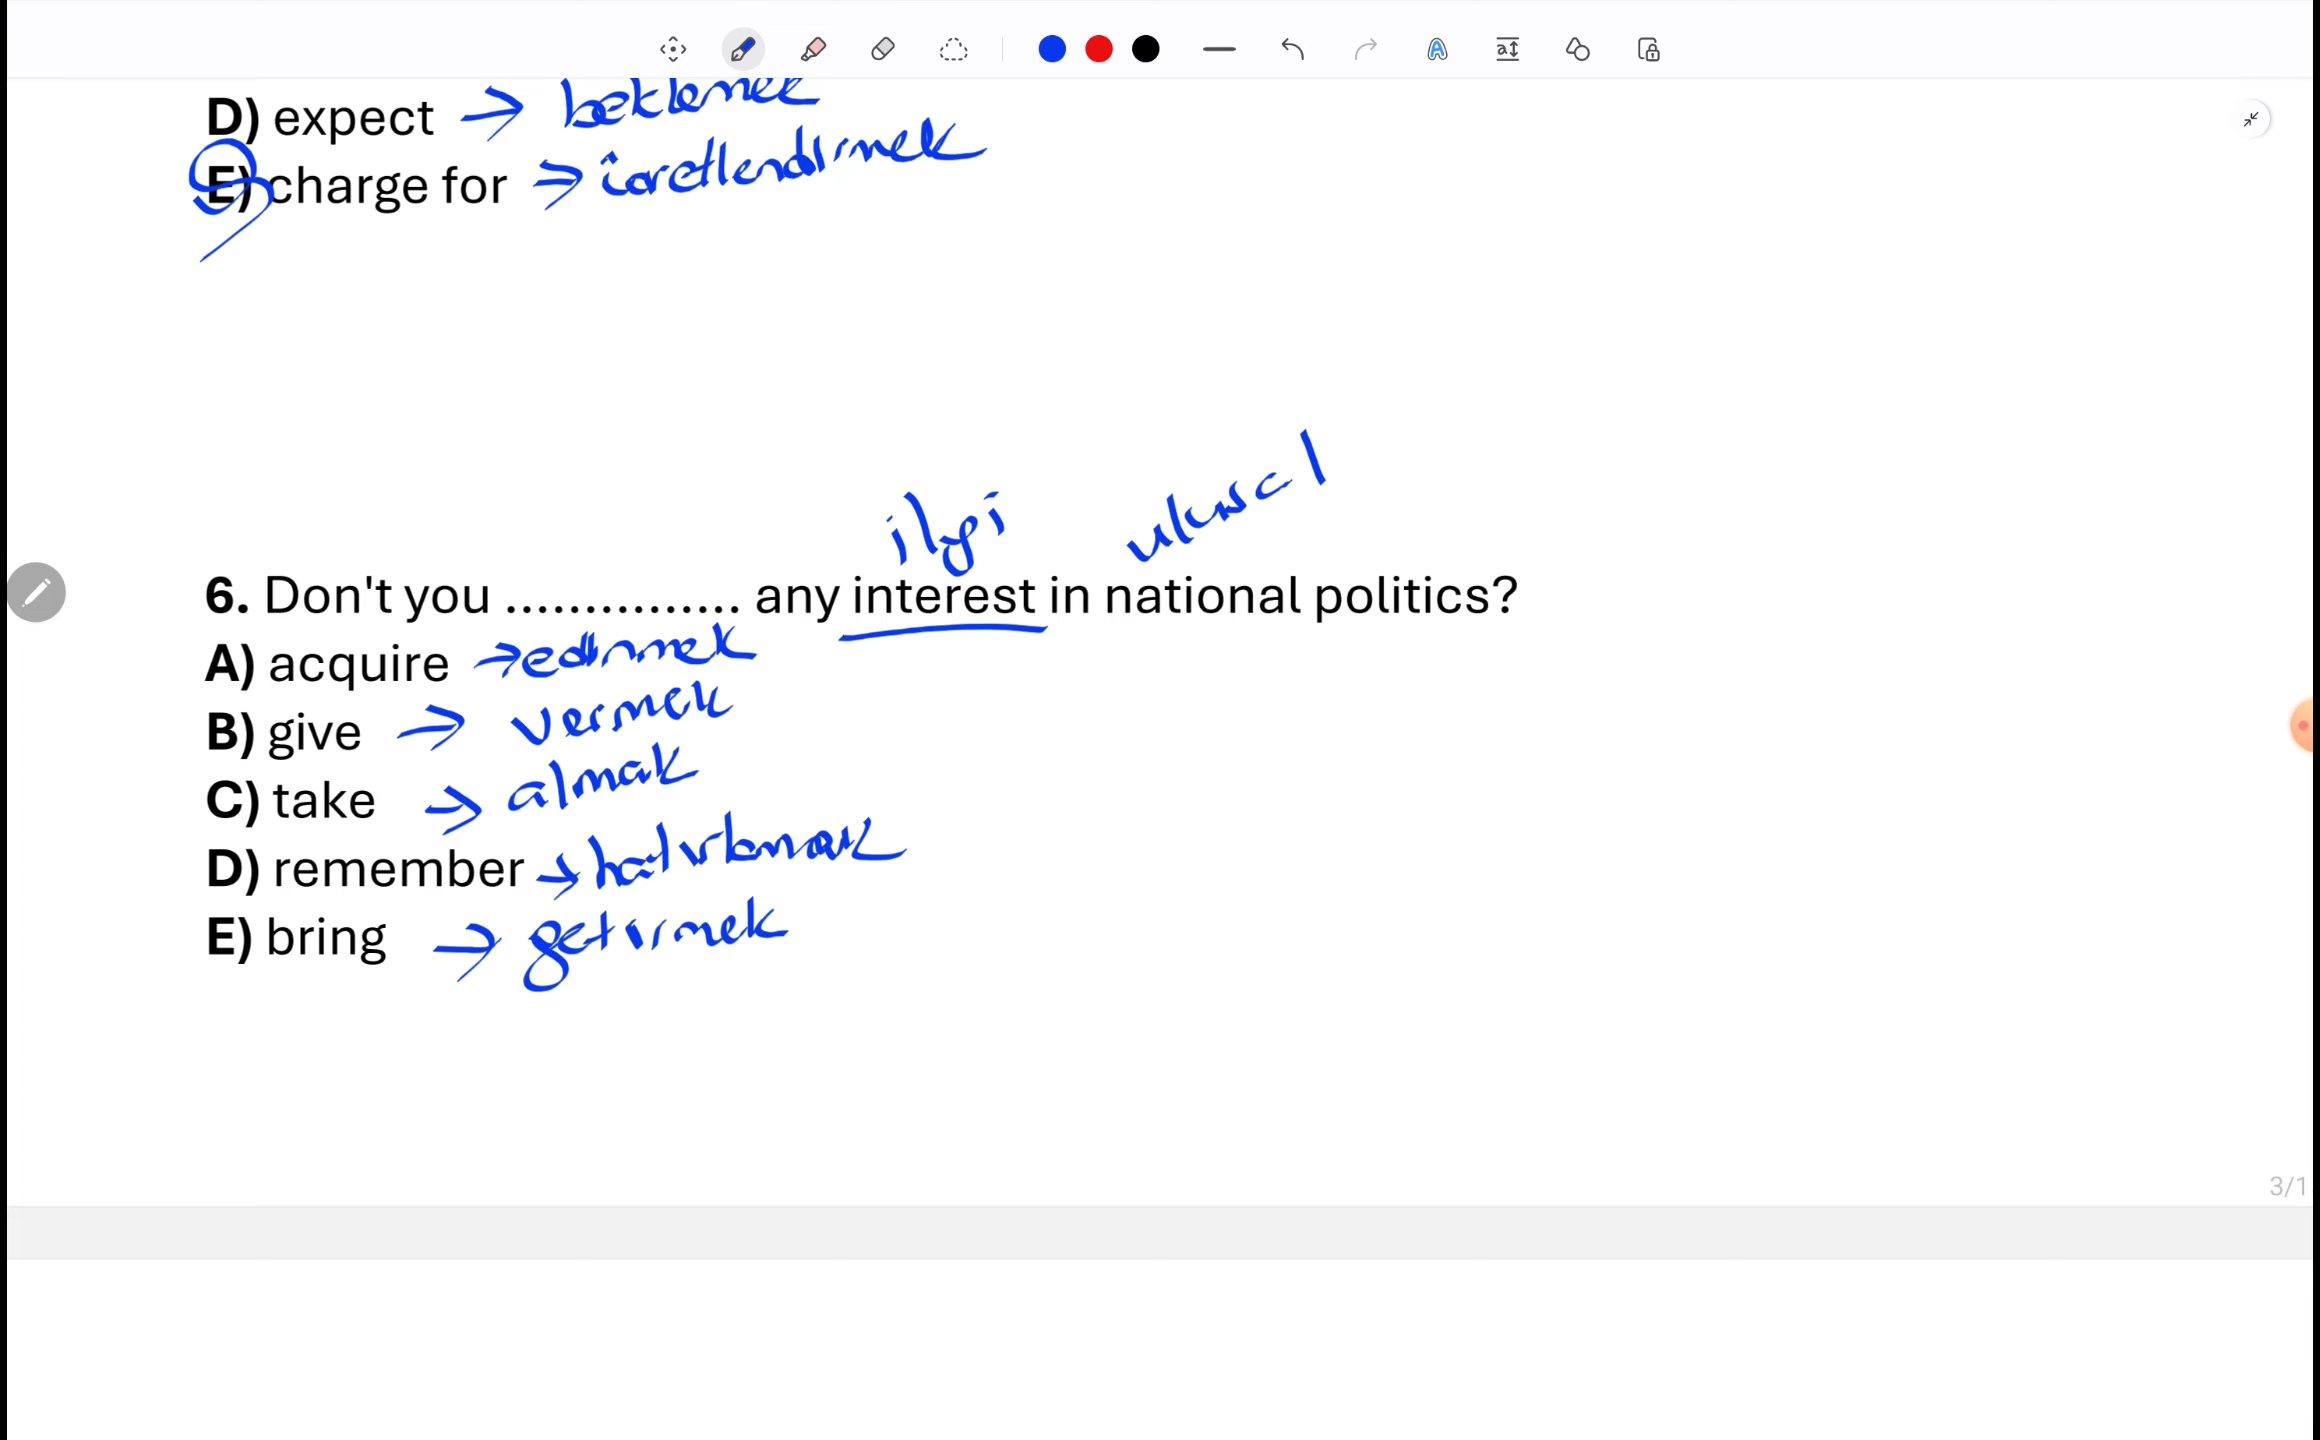 D) expect → beklemek
E) charge for → ücretlendirmek
ilgi ulusal
6. Don't you ............... any interest in national politics?
A) acquire → edinmek
B) give → vermek
C) take → almak
D) remember → hatırlamak
E) bring → getirmek
3/1